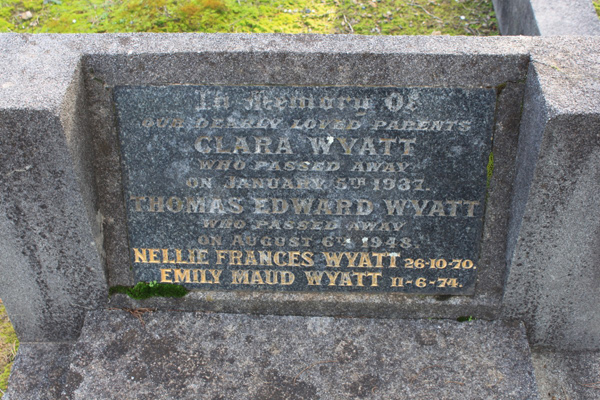 In Memory Of
OUR DEARLY LOVED PARENTS
CLARA WYATT
WHO PASSED AWAY
ON JANUARY 5TH 1937.
THOMAS EDWARD WYATT
WHO PASSED AWAY
ON AUGUST 6TH 1948.
NELLIE FRANCES WYATT 26-10-70.
EMILY MAUD WYATT 11-6-74.